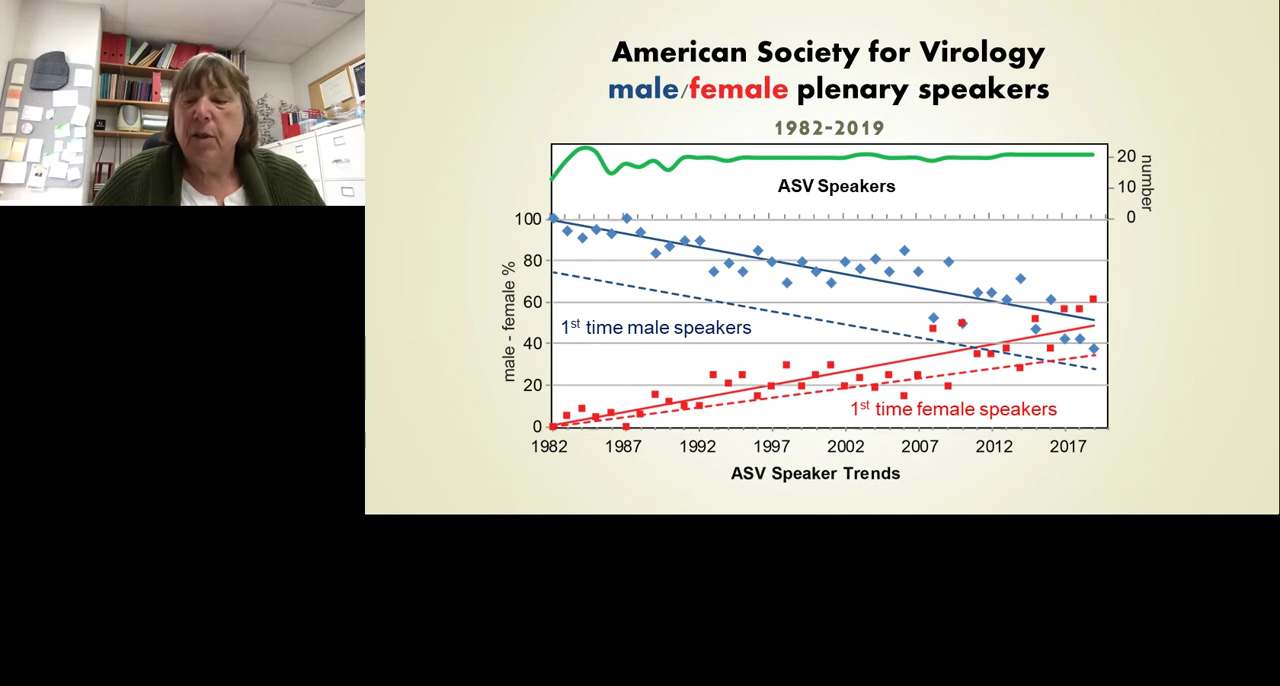 American Society for Virology
male/female plenary speakers
1982-2019
20
10
0
number
ASV Speakers
100
80
60
40
20
0
male - female %
1st time male speakers
1st time female speakers
1982 1987 1992 1997 2002 2007 2012 2017
ASV Speaker Trends